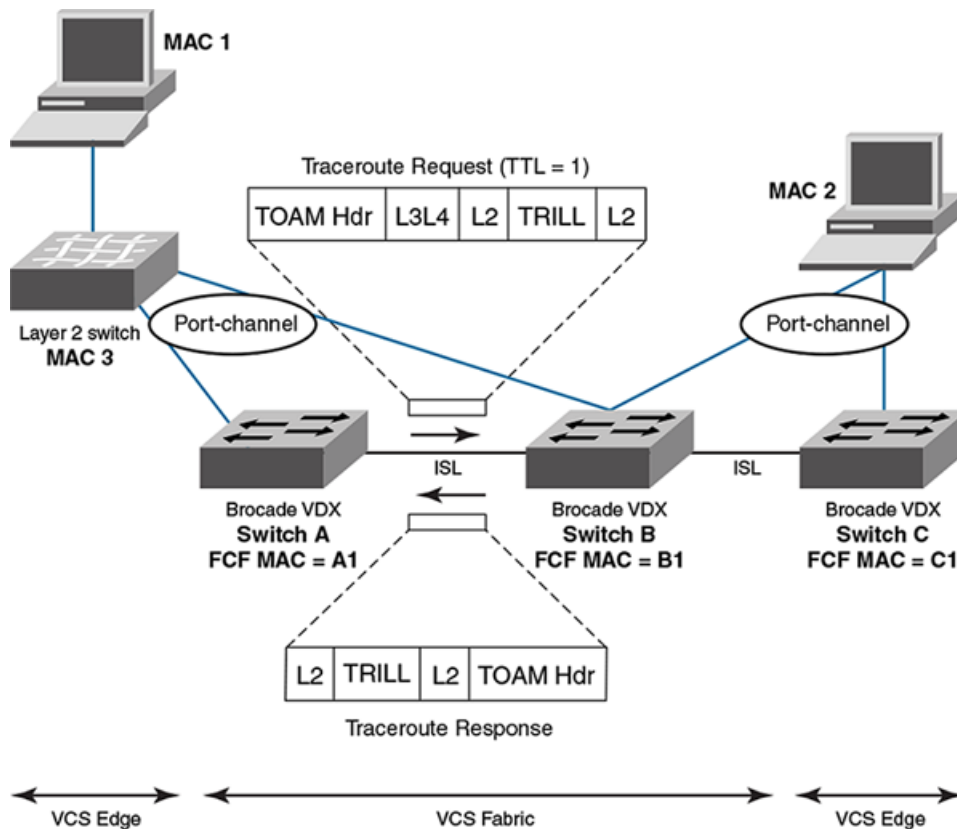 MAC 1
Traceroute Request (TTL = 1)
TOAM Hdr L3L4 L2 TRILL L2
MAC 2
Port-channel
Port-channel
Layer 2 switch
MAC 3
ISL
ISL
Brocade VDX
Switch A
FCF MAC = A1
Brocade VDX
Switch B
FCF MAC = B1
Brocade VDX
Switch C
FCF MAC = C1
L2 TRILL L2 TOAM Hdr
Traceroute Response
VCS Edge
VCS Fabric
VCS Edge